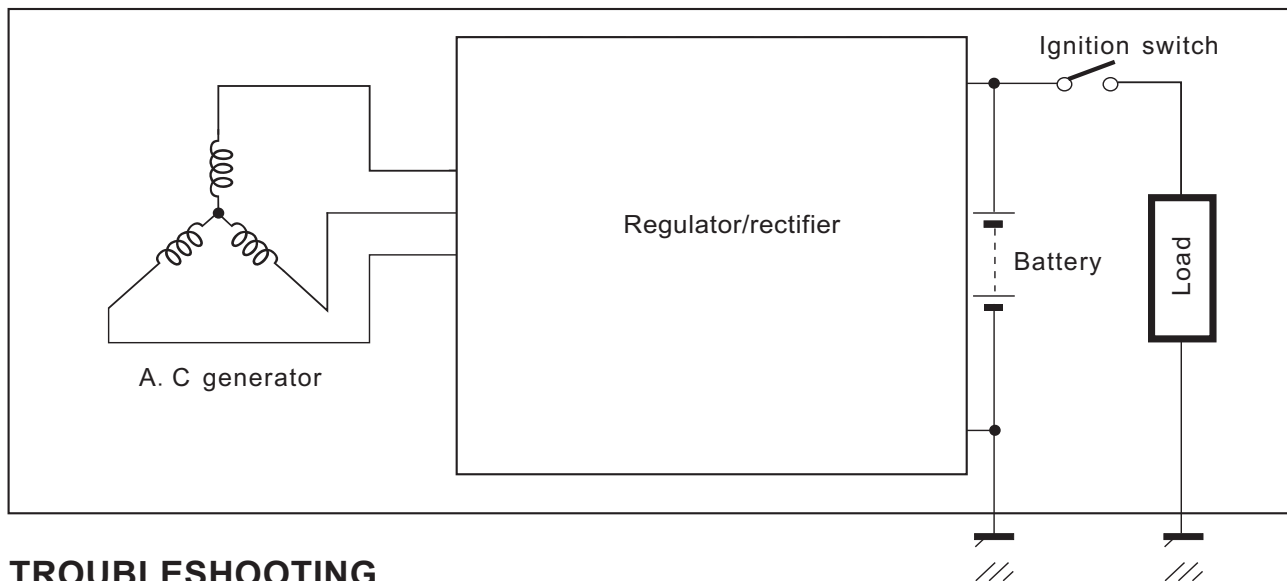 Ignition switch
Regulator/rectifier
Battery
Load
A. C generator
TROUBLESHOOTING